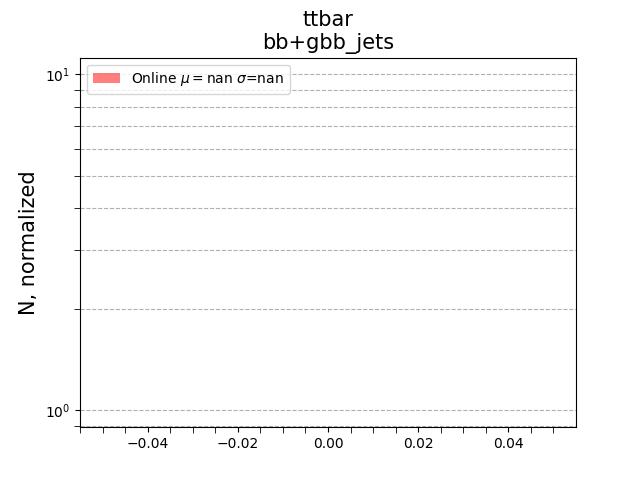 ttbar
bb+gbb_jets
Online μ = nan σ=nan
N, normalized
10¹
10⁰
−0.04
−0.02
0.00
0.02
0.04